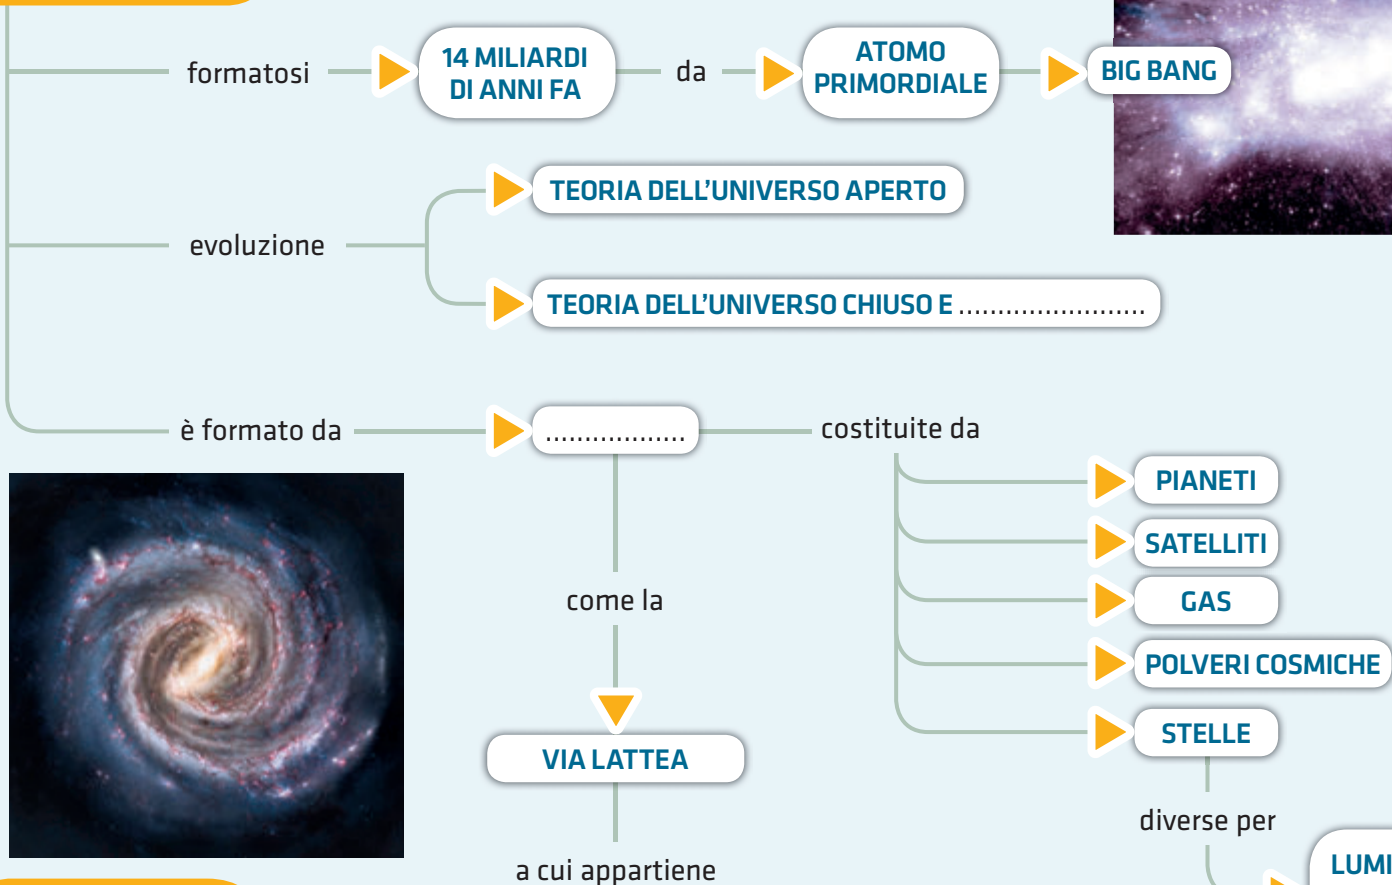 formatosi
14 MILIARDI
DI ANNI FA
da
ATOMO
PRIMORDIALE
BIG BANG
TEORIA DELL'UNIVERSO APERTO
evoluzione
TEORIA DELL'UNIVERSO CHIUSO E ........................
è formato da
..................
costituite da
PIANETI
SATELLITI
GAS
POLVERI COSMICHE
STELLE
come la
VIA LATTEA
a cui appartiene
diverse per
LUMI